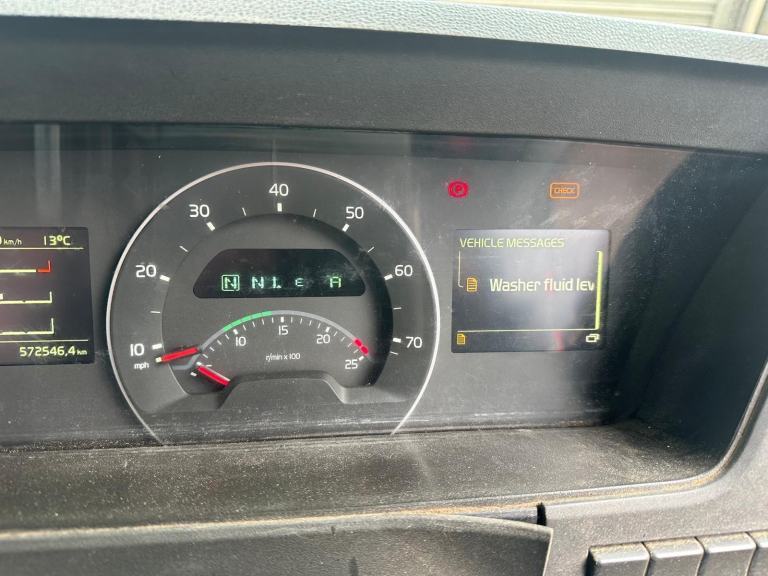 km/h 13°C
572546,4 km
10
20
30
40
50
60
70
mph
N N1. ε A
10
15
20
25
r/min x 100
P
CHECK
VEHICLE MESSAGES
Washer fluid lev